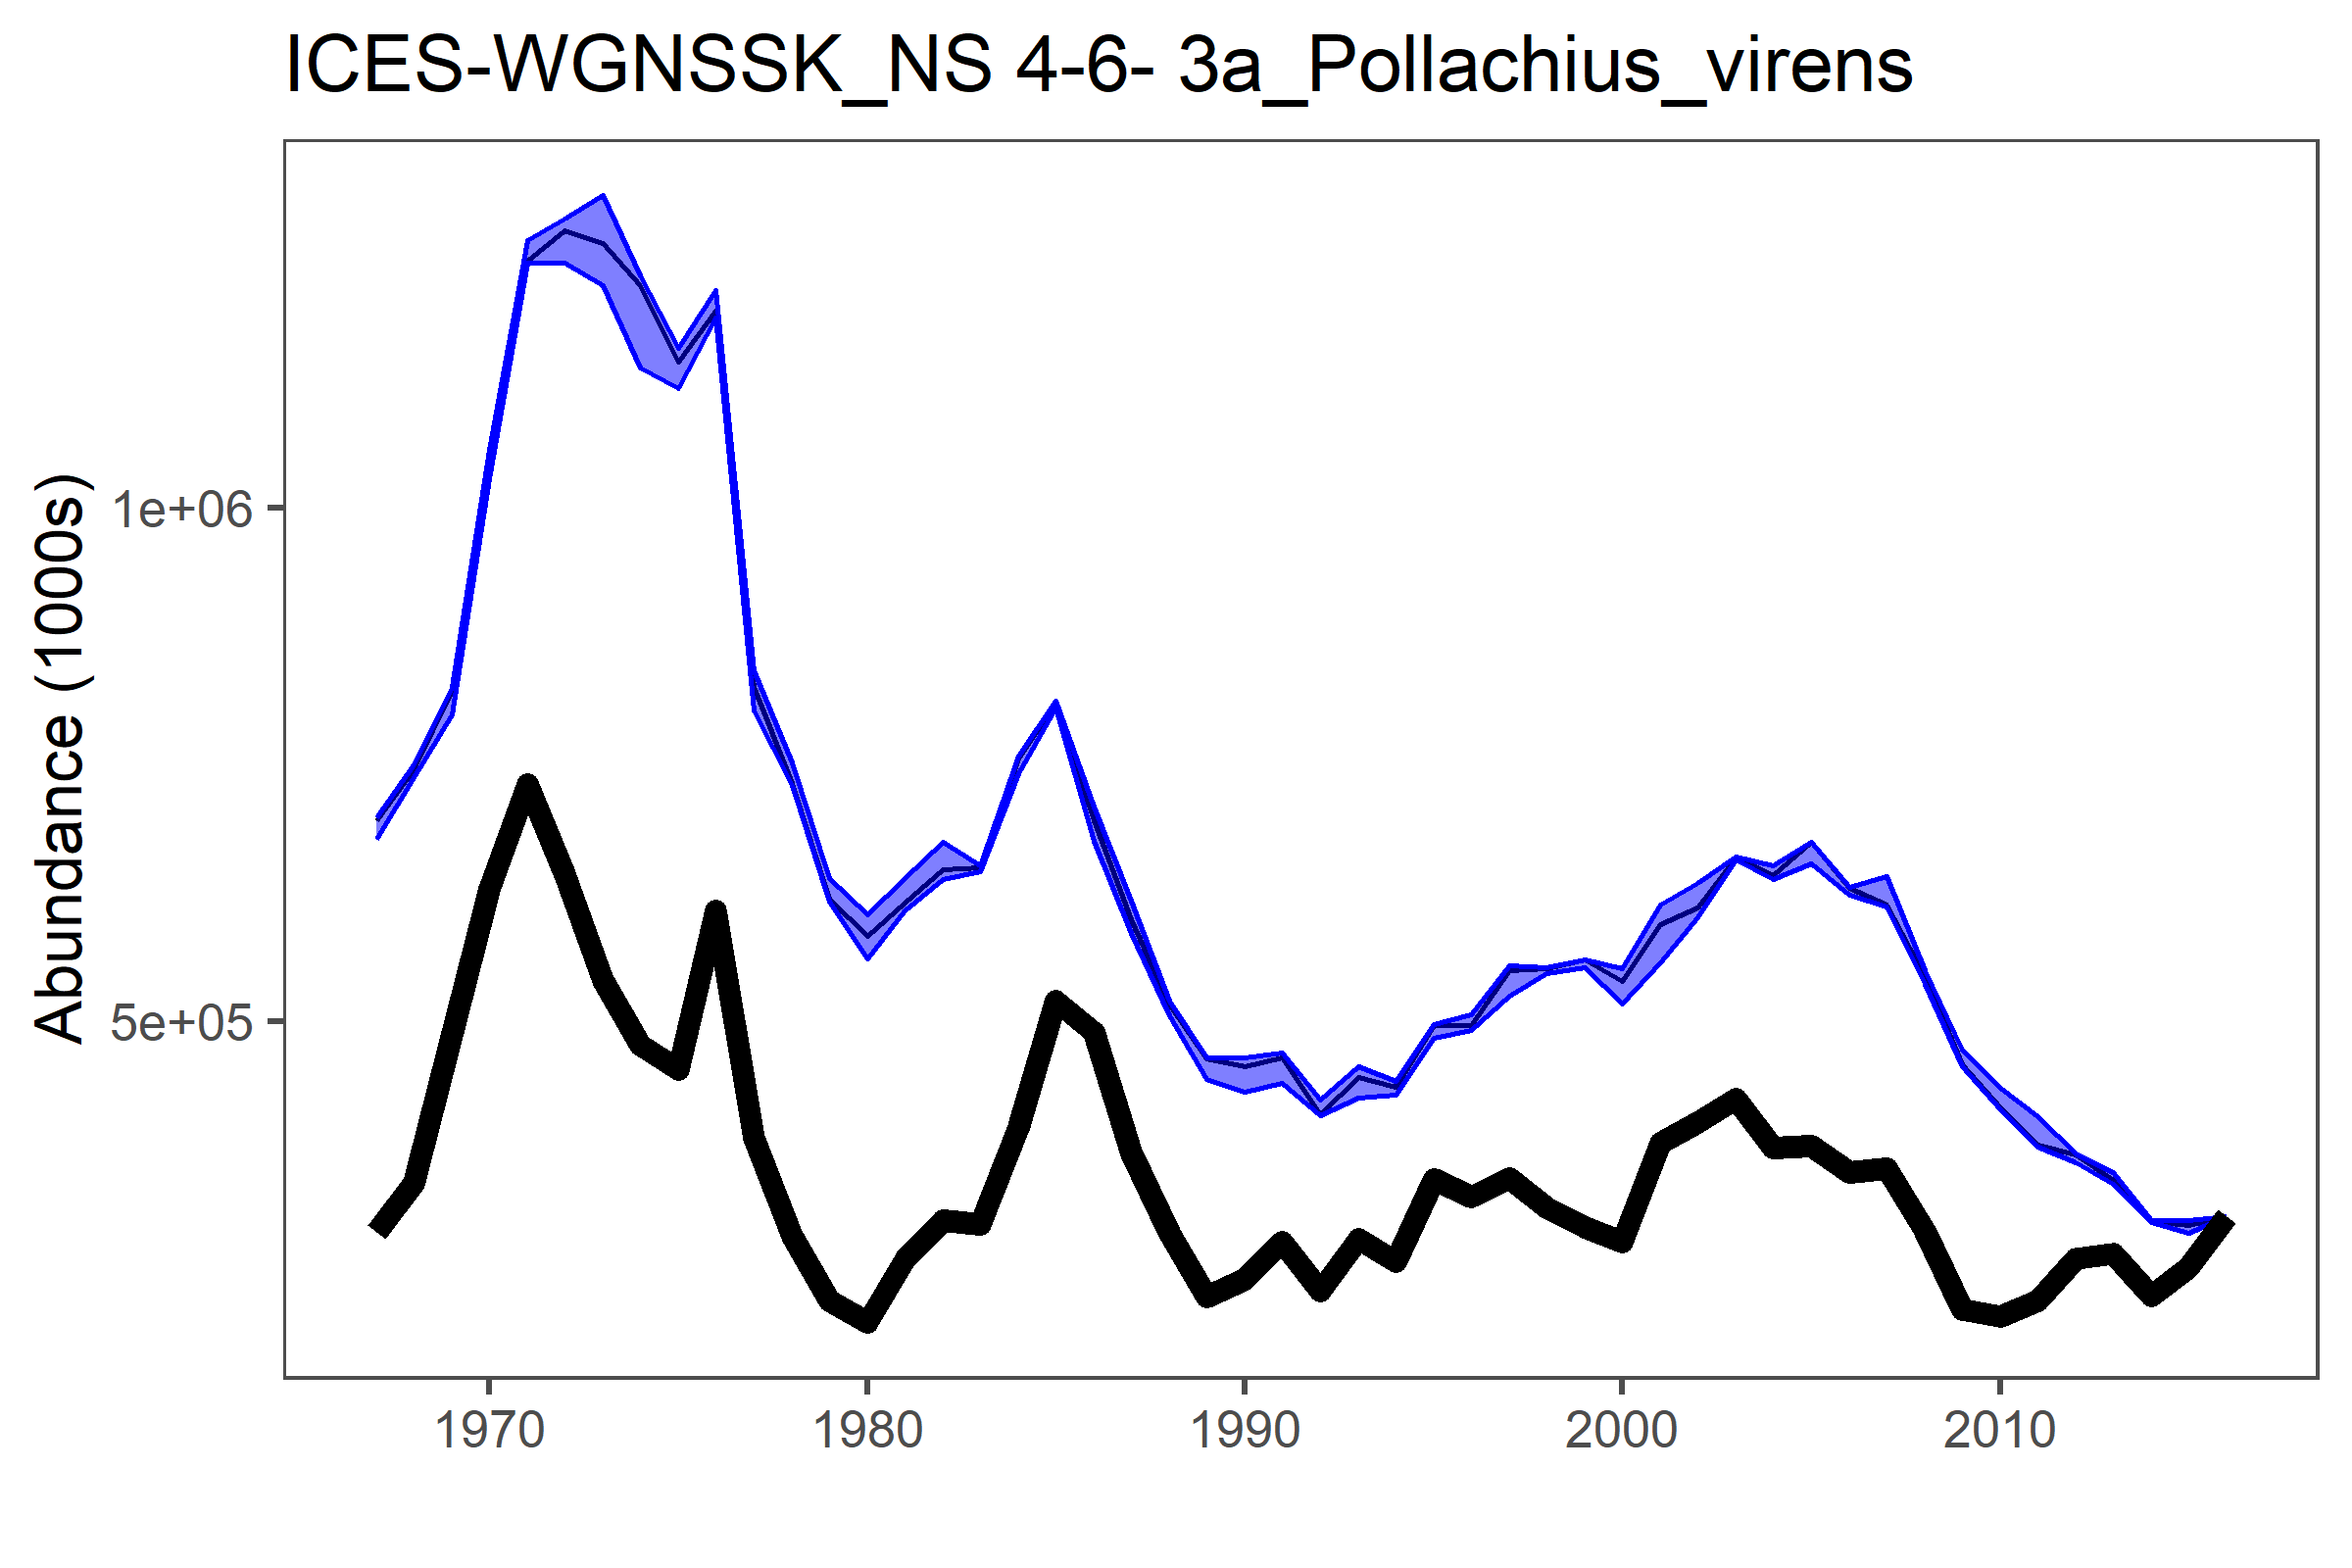 ICES-WGNSSK_NS 4-6- 3a_Pollachius_virens
Abundance (1000s)
1e+06
5e+05
1970 1980 1990 2000 2010